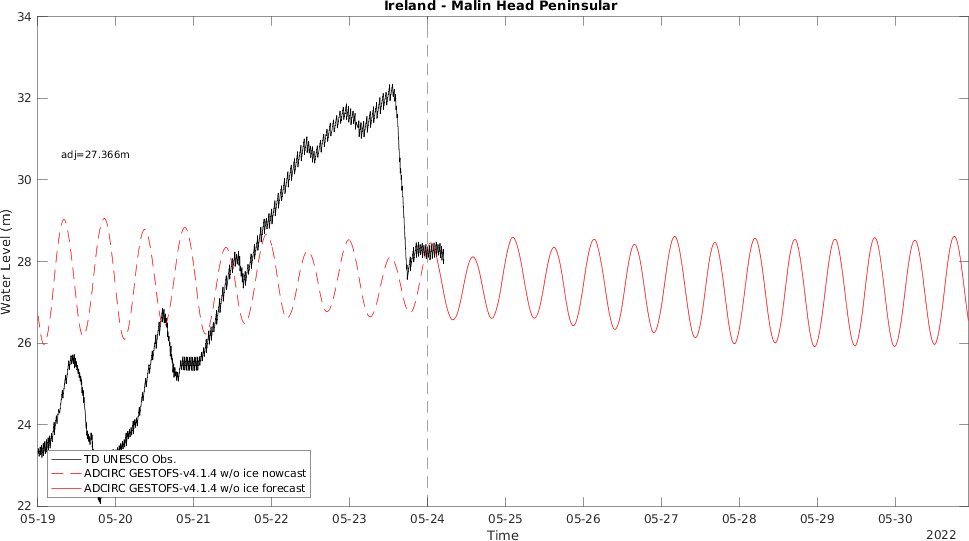 Ireland - Malin Head Peninsular
34
32
30
28
26
24
22
Water Level (m)
adj=27.366m
TD UNESCO Obs.
ADCIRC GESTOFS-v4.1.4 w/o ice nowcast
ADCIRC GESTOFS-v4.1.4 w/o ice forecast
05-19 05-20 05-21 05-22 05-23 05-24 05-25 05-26 05-27 05-28 05-29 05-30
Time
2022